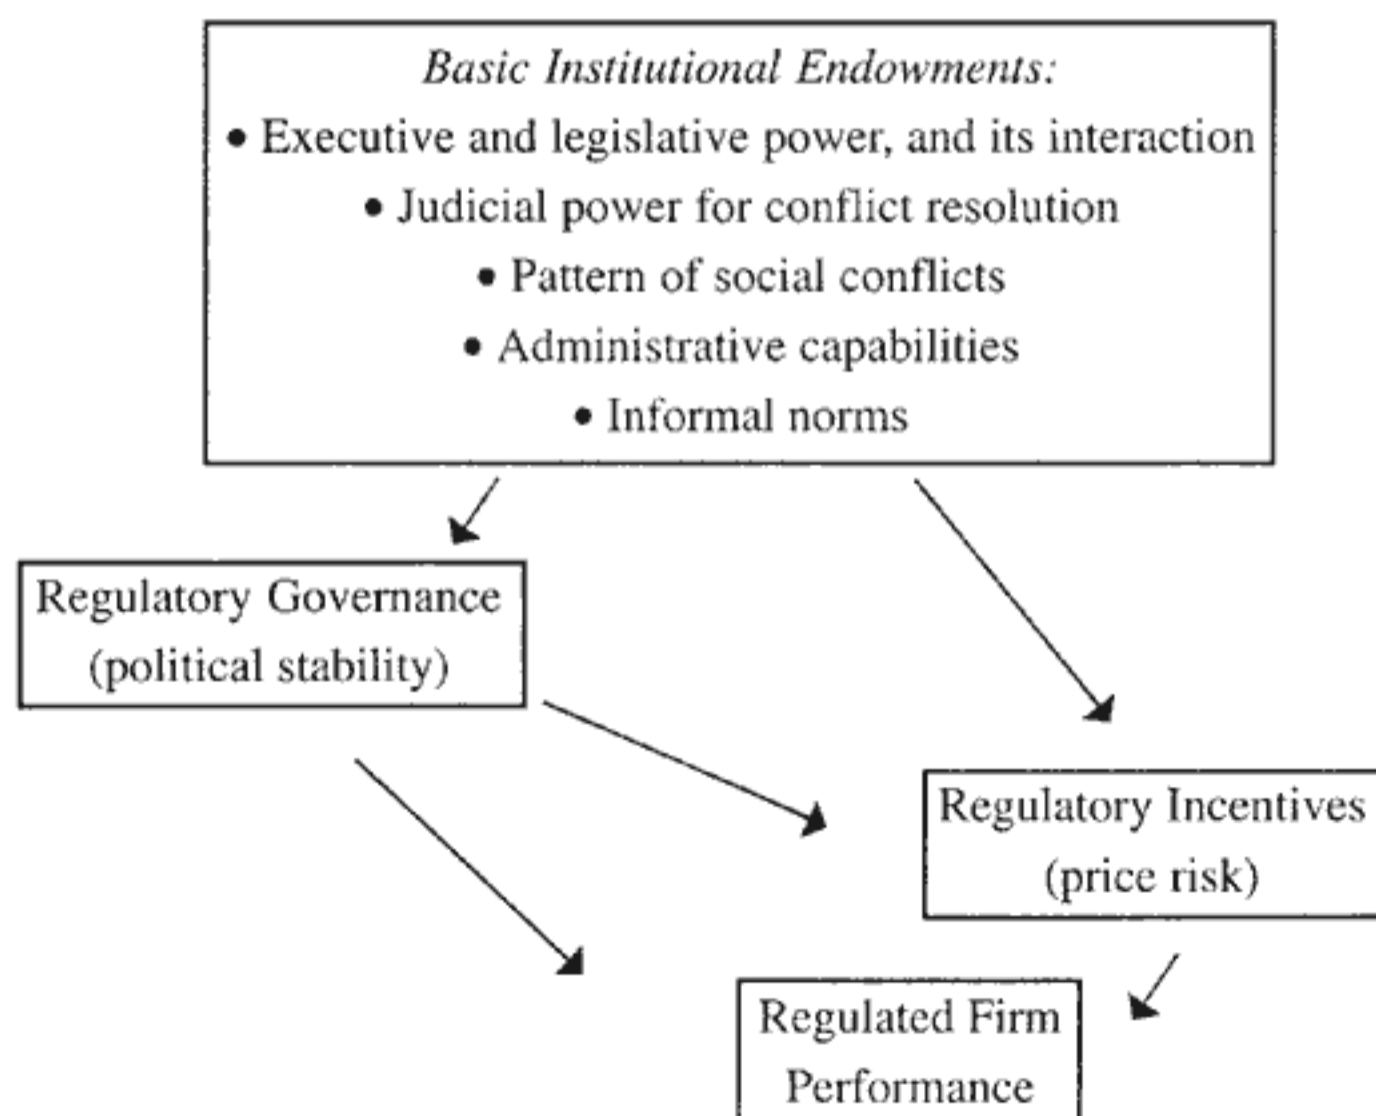 Basic Institutional Endowments:
• Executive and legislative power, and its interaction
• Judicial power for conflict resolution
• Pattern of social conflicts
• Administrative capabilities
• Informal norms
Regulatory Governance
(political stability)
Regulatory Incentives
(price risk)
Regulated Firm
Performance